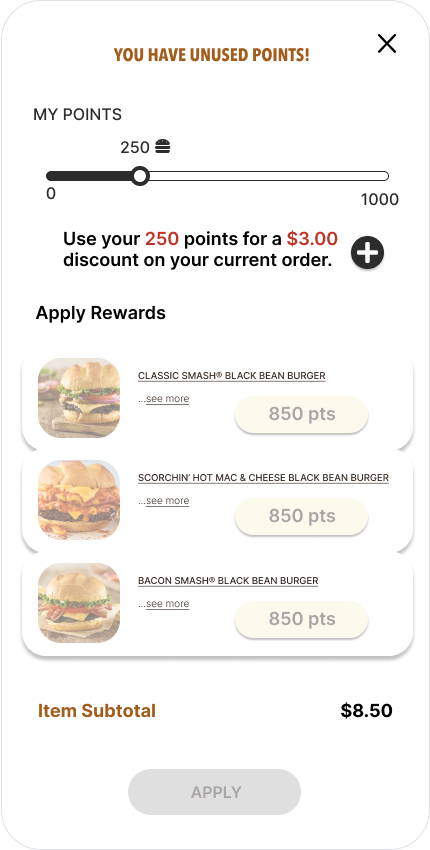 YOU HAVE UNUSED POINTS!
MY POINTS
250
0
1000
Use your 250 points for a $3.00
discount on your current order.
Apply Rewards
CLASSIC SMASH® BLACK BEAN BURGER
...see more
850 pts
SCORCHIN’ HOT MAC & CHEESE BLACK BEAN BURGER
...see more
850 pts
BACON SMASH® BLACK BEAN BURGER
...see more
850 pts
Item Subtotal
$8.50
APPLY